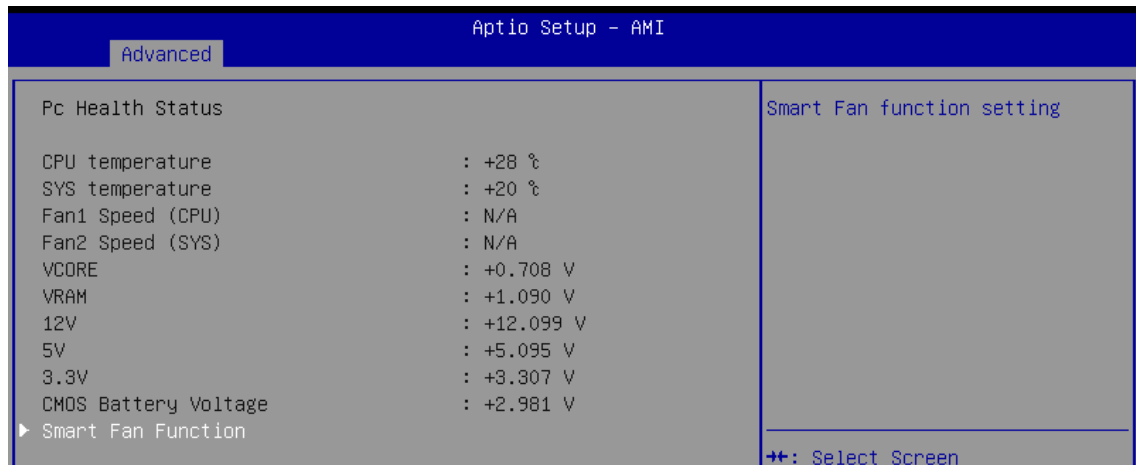 Aptio Setup – AMI
Advanced
Pc Health Status
CPU temperature : +28 ℃
SYS temperature : +20 ℃
Fan1 Speed (CPU) : N/A
Fan2 Speed (SYS) : N/A
VCORE : +0.708 V
VRAM : +1.090 V
12V : +12.099 V
5V : +5.095 V
3.3V : +3.307 V
CMOS Battery Voltage : +2.981 V
▶ Smart Fan Function
Smart Fan function setting
→←: Select Screen